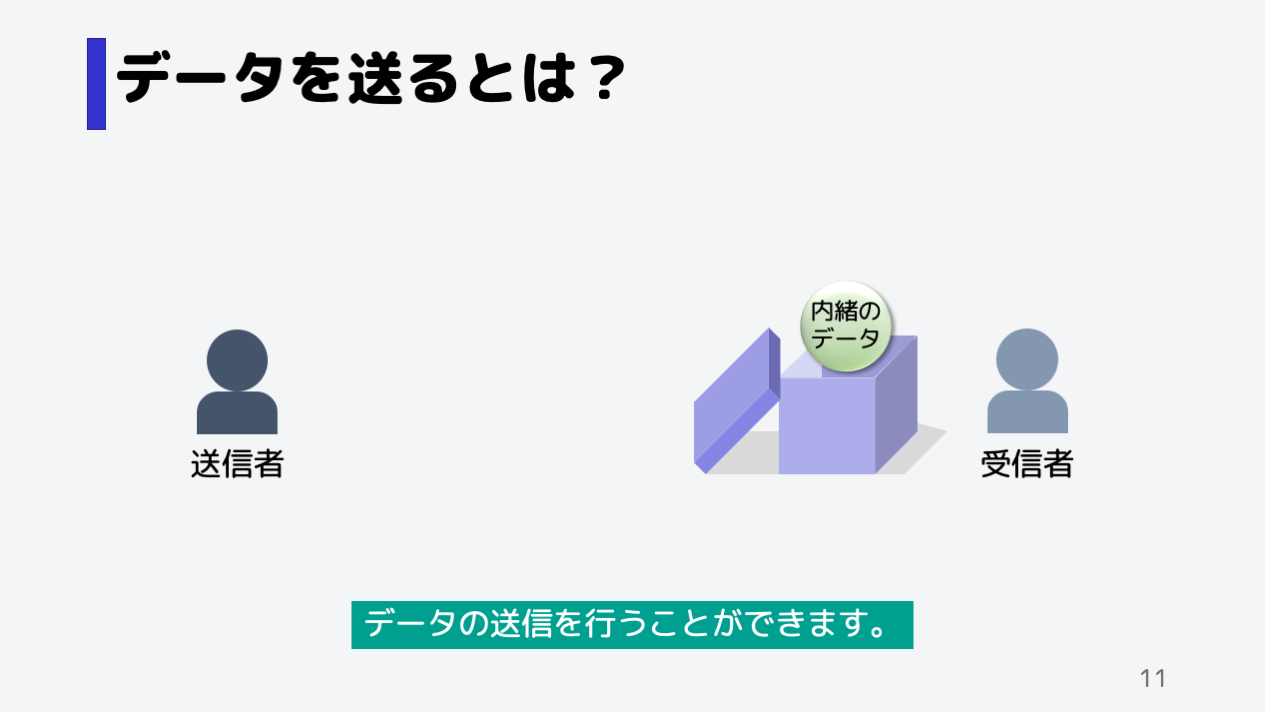 データを送るとは？
内緒の
データ
送信者
受信者
データの送信を行うことができます。
11